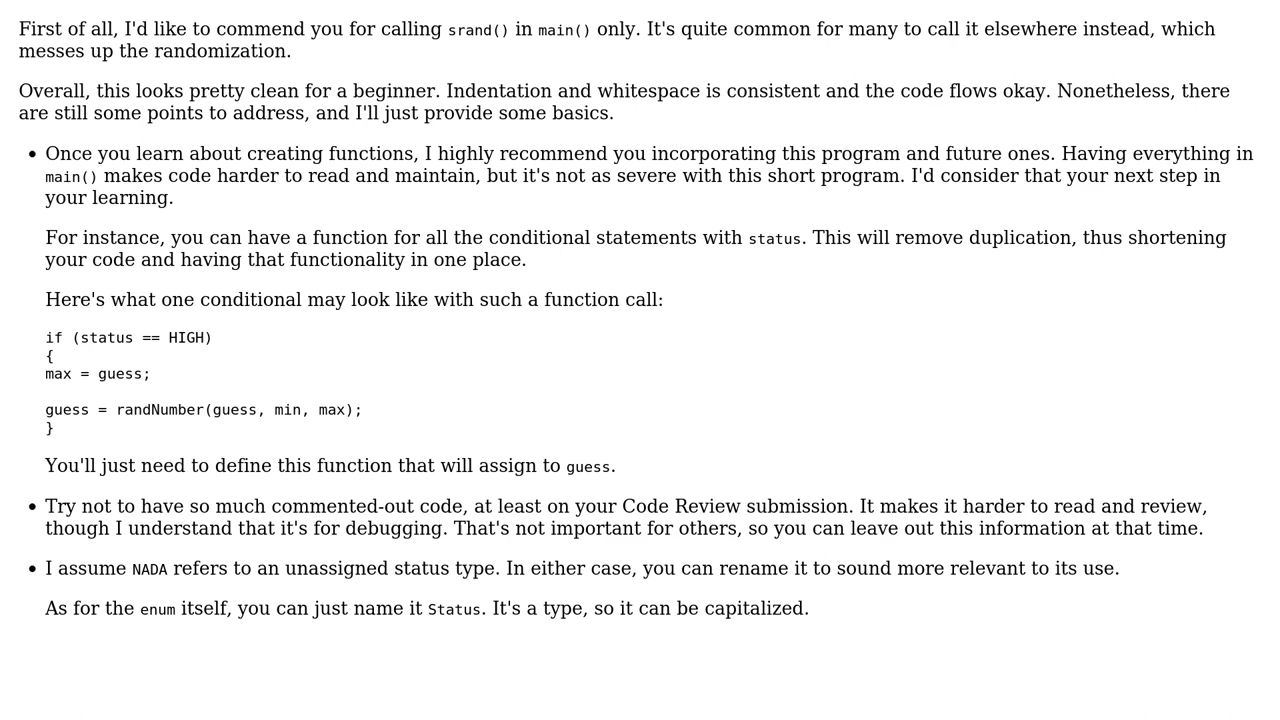 First of all, I'd like to commend you for calling srand() in main() only. It's quite common for many to call it elsewhere instead, which
messes up the randomization.
Overall, this looks pretty clean for a beginner. Indentation and whitespace is consistent and the code flows okay. Nonetheless, there
are still some points to address, and I'll just provide some basics.
• Once you learn about creating functions, I highly recommend you incorporating this program and future ones. Having everything in
main() makes code harder to read and maintain, but it's not as severe with this short program. I'd consider that your next step in
your learning.
For instance, you can have a function for all the conditional statements with status. This will remove duplication, thus shortening
your code and having that functionality in one place.
Here's what one conditional may look like with such a function call:
if (status == HIGH)
{
max = guess;
guess = randNumber(guess, min, max);
}
You'll just need to define this function that will assign to guess.
• Try not to have so much commented-out code, at least on your Code Review submission. It makes it harder to read and review,
though I understand that it's for debugging. That's not important for others, so you can leave out this information at that time.
• I assume NADA refers to an unassigned status type. In either case, you can rename it to sound more relevant to its use.
As for the enum itself, you can just name it Status. It's a type, so it can be capitalized.